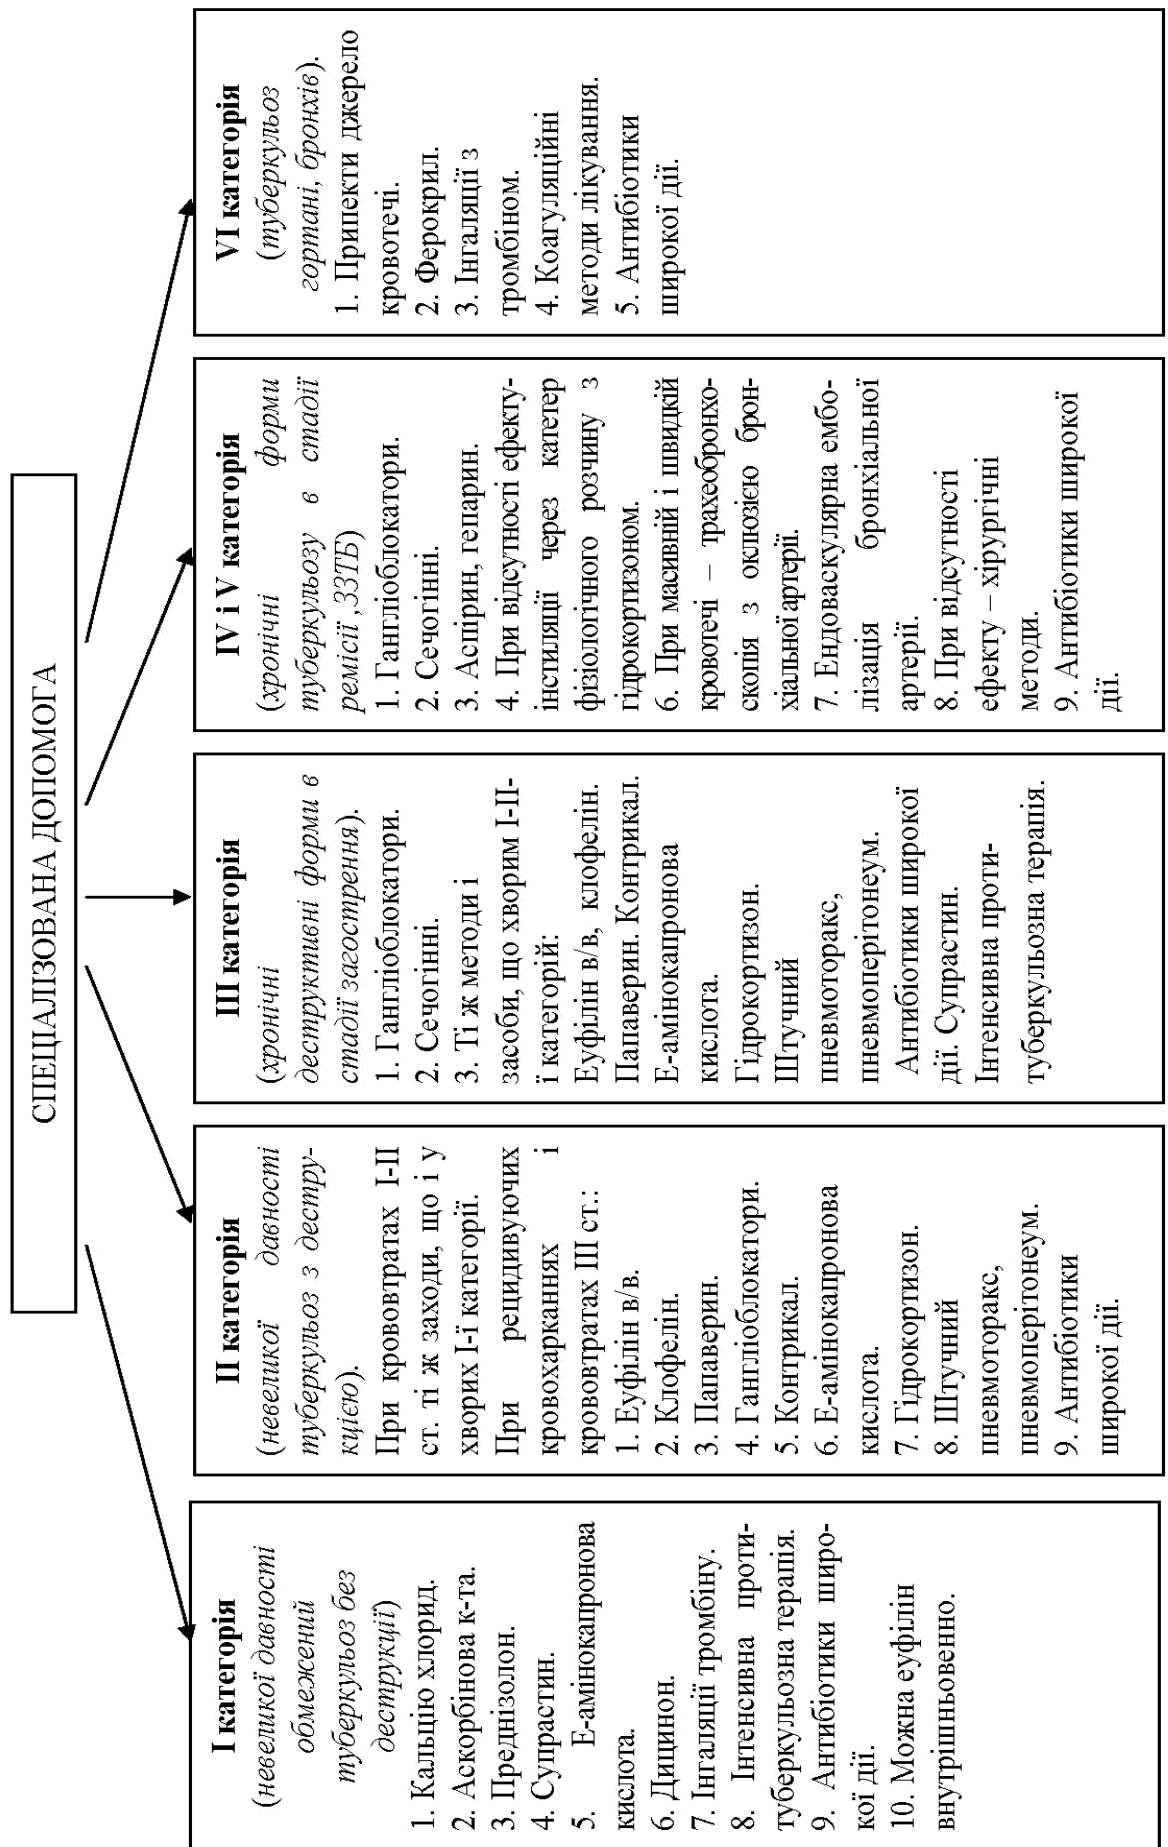 СПЕЦІАЛІЗОВАНА ДОПОМОГА
I категорія
(невеликої давності
обмежений
туберкульоз без
деструкції)
1. Кальцію хлорид.
2. Аскорбінова к-та.
3. Преднізолон.
4. Супрастин.
5. Е-амінокапронова
кислота.
6. Дицинон.
7. Інгаляції тромбіну.
8. Інтенсивна проти-
туберкульозна терапія.
9. Антибіотики широ-
кої дії.
10. Можна еуфілін
внутрішньовенно.
II категорія
(невеликої давності
туберкульоз з дестру-
кцією).
При крововтратах I-II
ст. ті ж заходи, що і у
хворих I-ї категорії.
При рецидивуючих
кровохарканнях і
крововтратах III ст.:
1. Еуфілін в/в.
2. Клофелін.
3. Папаверин.
4. Гангліоблокатори.
5. Контрикал.
6. Е-амінокапронова
кислота.
7. Гідрокортизон.
8. Штучний
пневмоторакс,
пневмоперітонеум.
9. Антибіотики
широкої дії.
III категорія
(хронічні
деструктивні форми в
стадії загострення).
1. Гангліоблокатори.
2. Сечогінні.
3. Ті ж методи і
засоби, що хворим I-II-
ї категорій:
Еуфілін в/в, клофелін.
Папаверин. Контрикал.
Е-амінокапронова
кислота.
Гідрокортизон.
Штучний
пневмоторакс,
пневмоперітонеум.
Антибіотики широкої
дії. Супрастин.
Інтенсивна проти-
туберкульозна терапія.
IV і V категорія
(хронічні форми
туберкульозу в стадії
ремісії ,ЗЗТБ)
1. Гангліоблокатори.
2. Сечогінні.
3. Аспірин, гепарин.
4. При відсутності ефекту-
інстиляції через катетер
фізіологічного розчину з
гідрокортизоном.
6. При масивній і швидкій
кровотечі – трахеобронхо-
скопія з оклюзією брон-
хіальної артерії.
7. Ендоваскулярна ембо-
лізація бронхіальної
артерії.
8. При відсутності
ефекту – хірургічні
методи.
9. Антибіотики широкої
дії.
VI категорія
(туберкульоз
гортані, бронхів).
1. Припекти джерело
кровотечі.
2. Ферокрил.
3. Інгаляції з
тромбіном.
4. Коагуляційні
методи лікування.
5. Антибіотики
широкої дії.